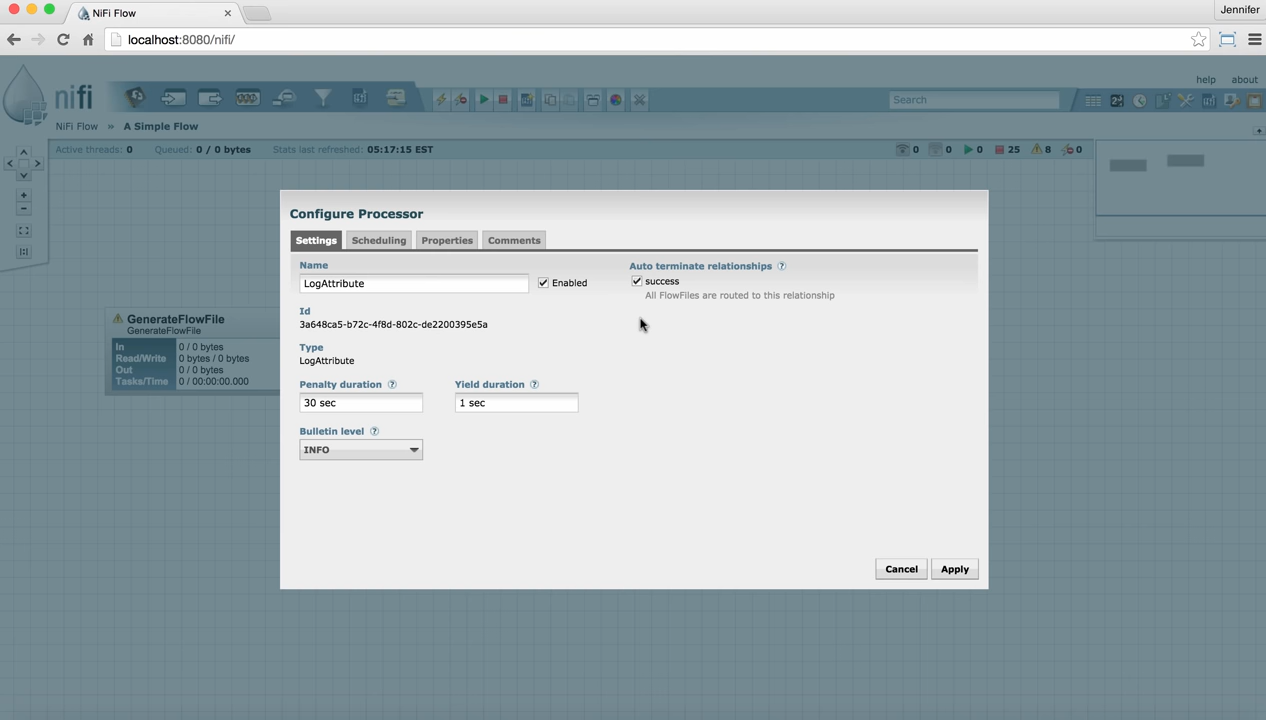 NiFi Flow
Jennifer
localhost:8080/nifi/
help about
nifi
Search
NiFi Flow » A Simple Flow
Active threads: 0 Queued: 0 / 0 bytes Stats last refreshed: 05:17:15 EST
0 0 0 25 8 0
Configure Processor
Settings Scheduling Properties Comments
Name
LogAttribute
Enabled
Id
3a648ca5-b72c-4f8d-802c-de2200395e5a
Type
LogAttribute
Penalty duration ? Yield duration ?
30 sec 1 sec
Bulletin level ?
INFO
Auto terminate relationships ?
success
All FlowFiles are routed to this relationship
Cancel Apply
GenerateFlowFile
GenerateFlowFile
In 0 / 0 bytes
Read/Write 0 bytes / 0 bytes
Out 0 / 0 bytes
Tasks/Time 0 / 00:00:00.000